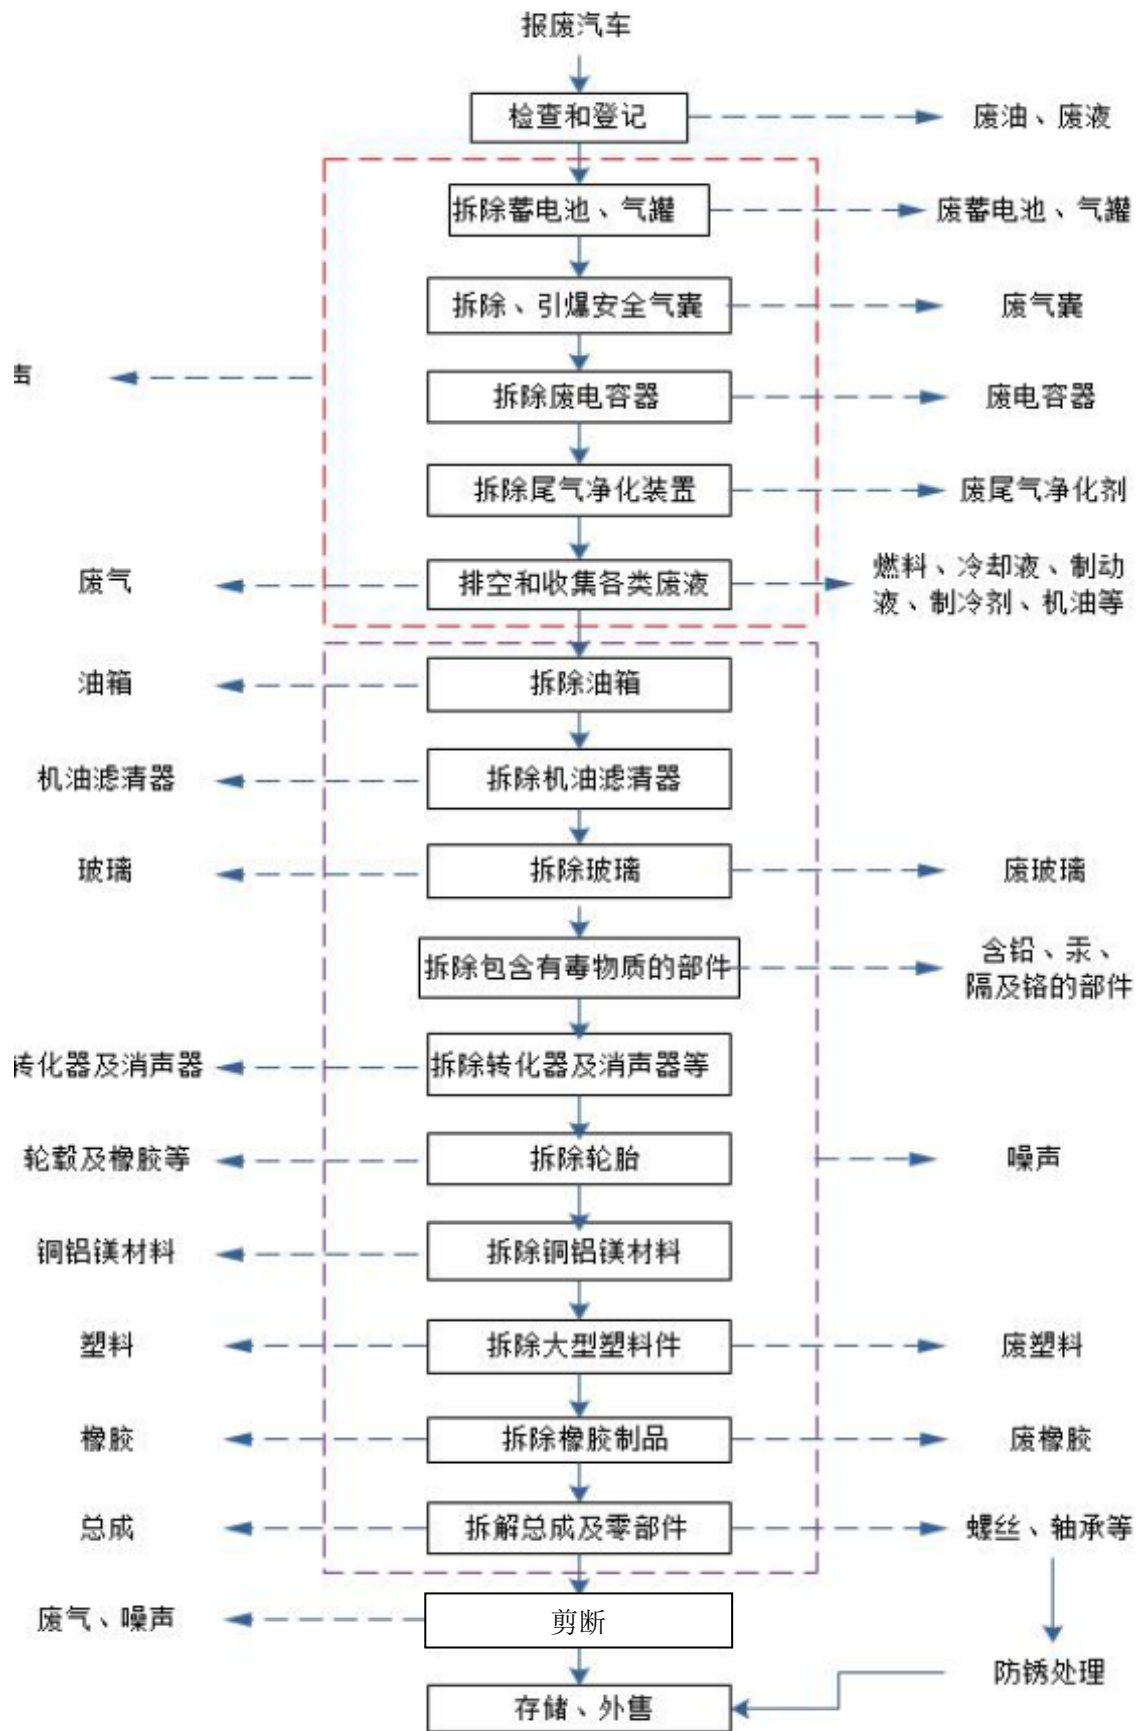 报废汽车
检查和登记
废油、废液
拆除蓄电池、气罐
废蓄电池、气罐
拆除、引爆安全气囊
废气囊
声
拆除废电容器
废电容器
拆除尾气净化装置
废尾气净化剂
废气
排空和收集各类废液
燃料、冷却液、制动
液、制冷剂、机油等
油箱
拆除油箱
机油滤清器
拆除机油滤清器
玻璃
拆除玻璃
废玻璃
拆除包含有毒物质的部件
含铅、汞、
隔及铬的部件
转化器及消声器
拆除转化器及消声器等
轮毂及橡胶等
拆除轮胎
噪声
铜铝镁材料
拆除铜铝镁材料
塑料
拆除大型塑料件
废塑料
橡胶
拆除橡胶制品
废橡胶
总成
拆解总成及零部件
螺丝、轴承等
废气、噪声
剪断
防锈处理
存储、外售